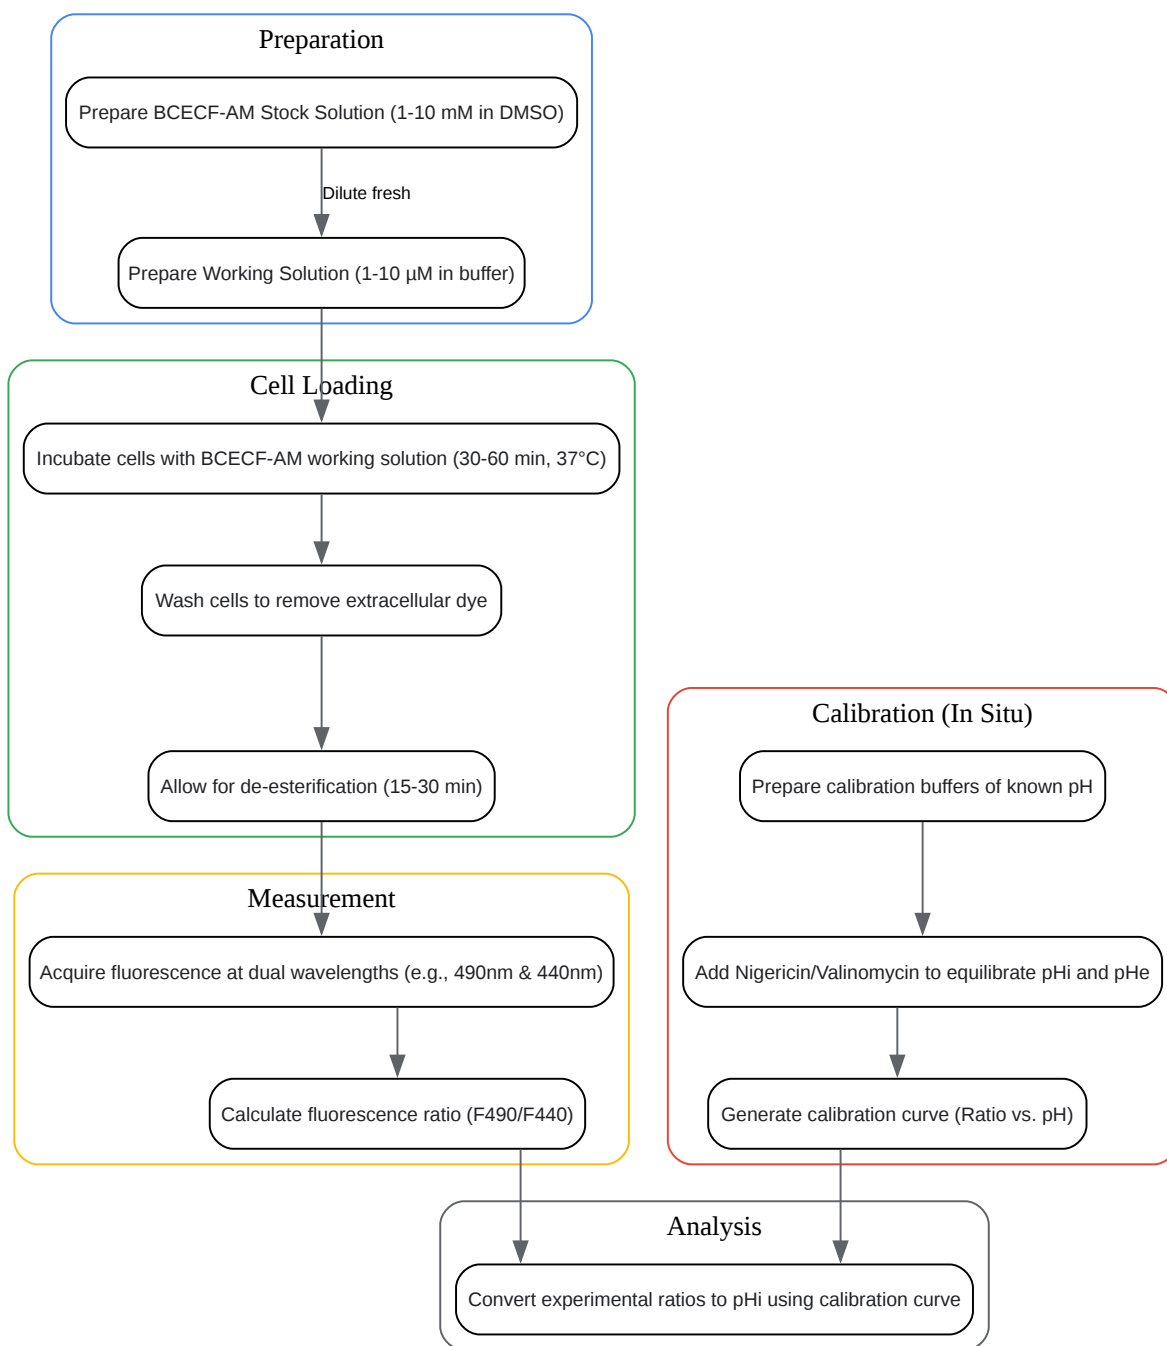 Preparation
Prepare BCECF-AM Stock Solution (1-10 mM in DMSO)
Dilute fresh
Prepare Working Solution (1-10 µM in buffer)
Cell Loading
Incubate cells with BCECF-AM working solution (30-60 min, 37°C)
Wash cells to remove extracellular dye
Allow for de-esterification (15-30 min)
Measurement
Acquire fluorescence at dual wavelengths (e.g., 490nm & 440nm)
Calculate fluorescence ratio (F490/F440)
Calibration (In Situ)
Prepare calibration buffers of known pH
Add Nigericin/Valinomycin to equilibrate pHi and pHe
Generate calibration curve (Ratio vs. pH)
Analysis
Convert experimental ratios to pHi using calibration curve